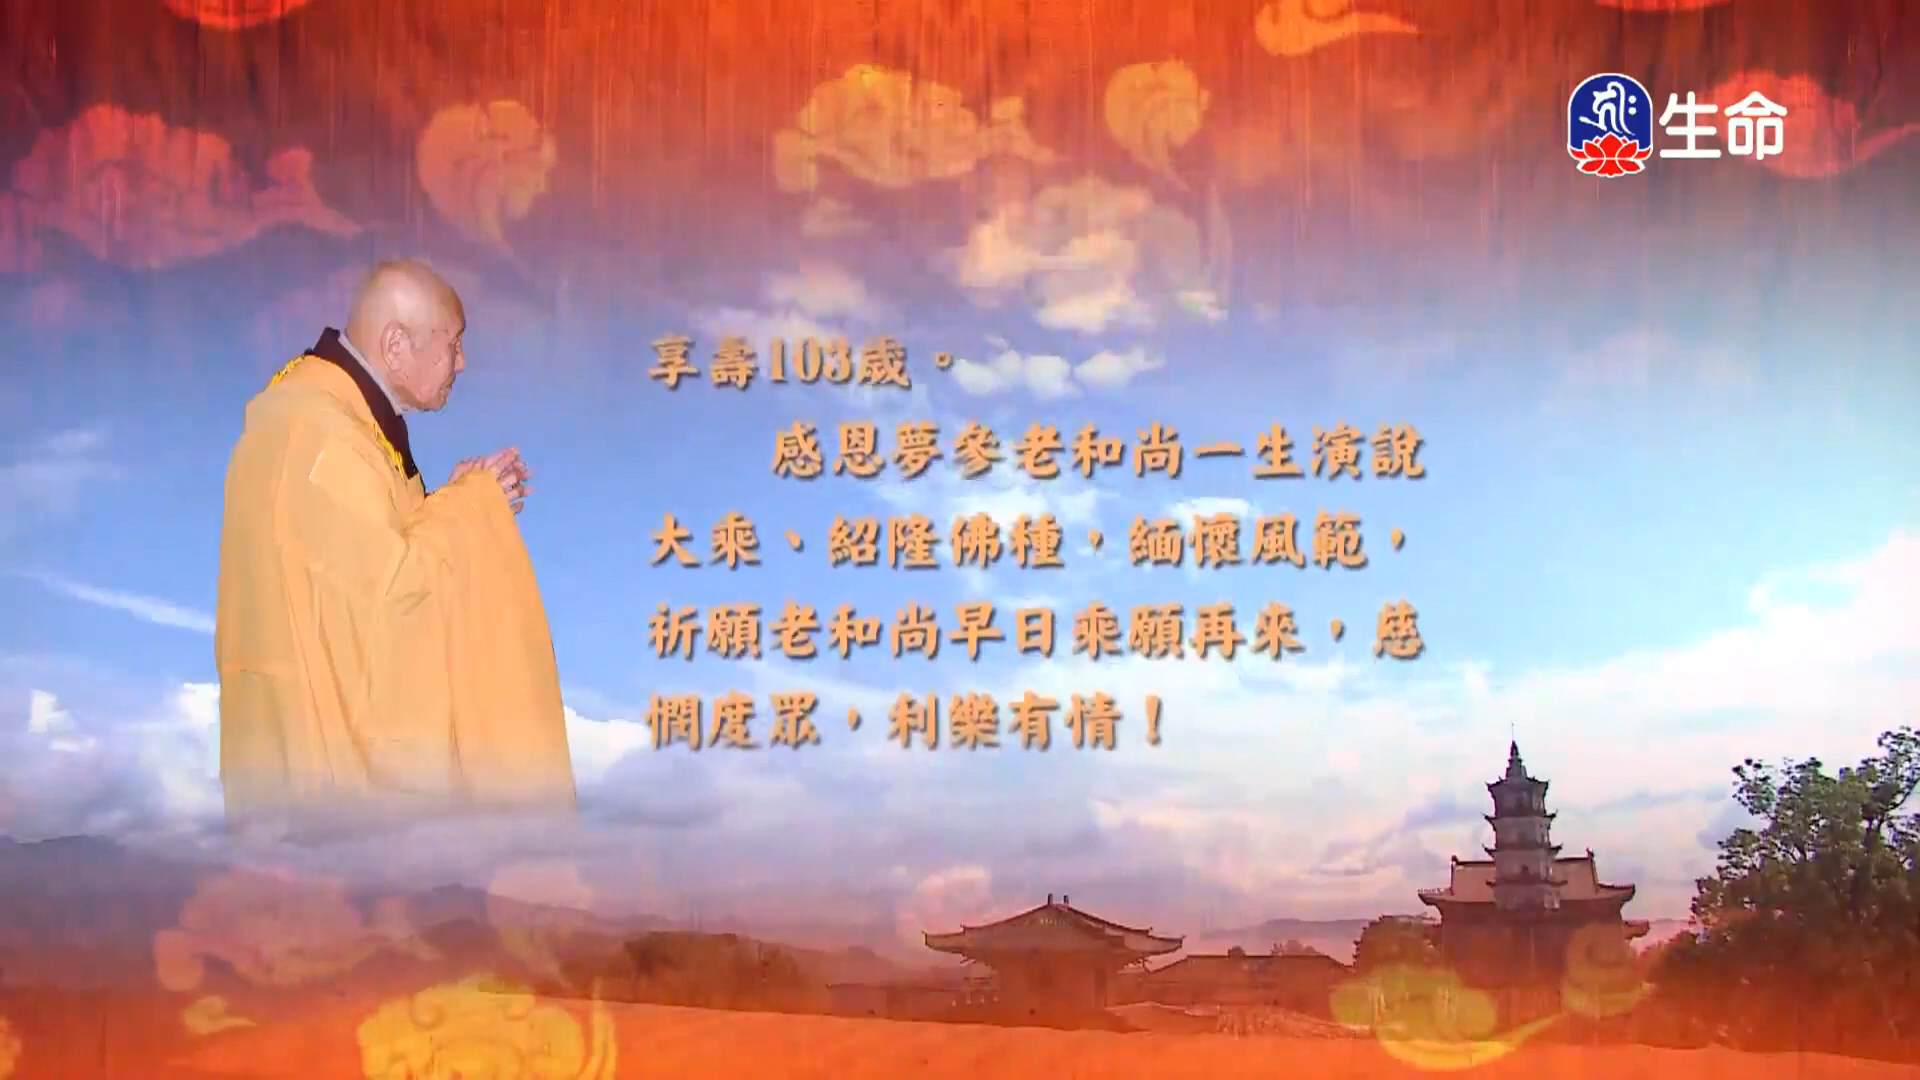 生命
享壽103歲。
感恩夢參老和尚一生演說
大乘、紹隆佛種，緬懷風範，
祈願老和尚早日乘願再來，慈
憫度眾，利樂有情！